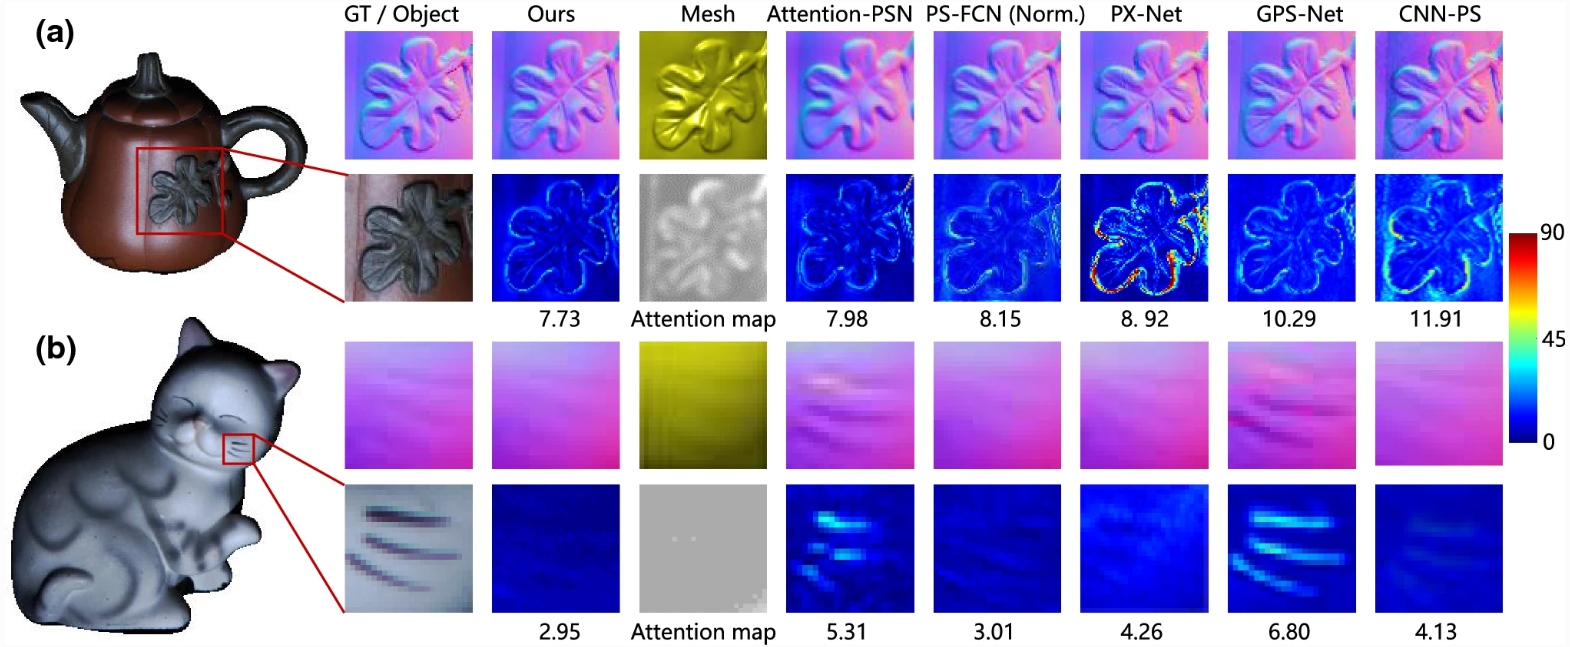 (a)
GT / Object Ours Mesh Attention-PSN PS-FCN (Norm.) PX-Net GPS-Net CNN-PS
7.73 Attention map 7.98 8.15 8. 92 10.29 11.91
90
45
0
(b)
2.95 Attention map 5.31 3.01 4.26 6.80 4.13